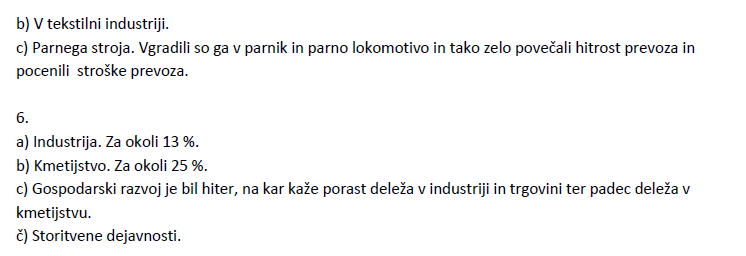 b) V tekstilni industriji.
c) Parnega stroja. Vgradili so ga v parnik in parno lokomotivo in tako zelo povečali hitrost prevoza in
pocenili  stroške prevoza.
6.
a) Industrija. Za okoli 13 %.
b) Kmetijstvo. Za okoli 25 %.
c) Gospodarski razvoj je bil hiter, na kar kaže porast deleža v industriji in trgovini ter padec deleža v
kmetijstvu.
č) Storitvene dejavnosti.